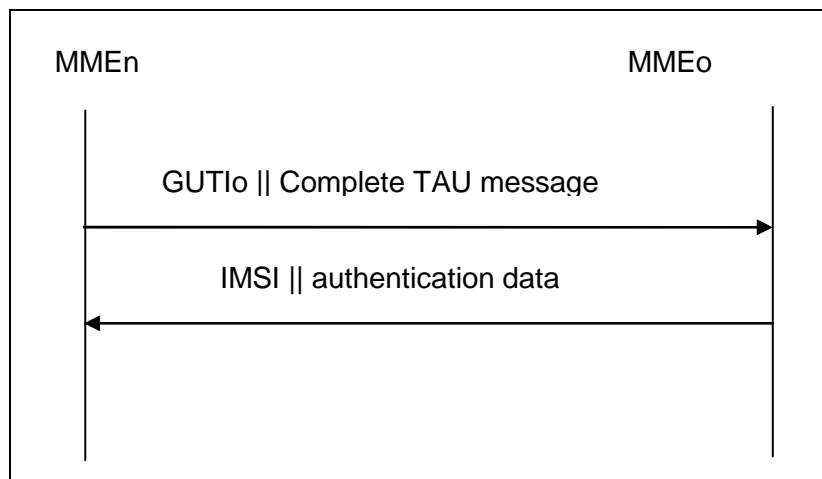 MMEn MMEo
GUTIo || Complete TAU message
IMSI || authentication data